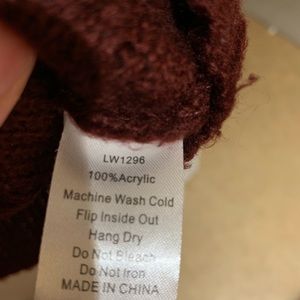 LW1296
100%Acrylic
Machine Wash Cold
Flip Inside Out
Hang Dry
Do Not Bleach
Do Not Iron
MADE IN CHINA